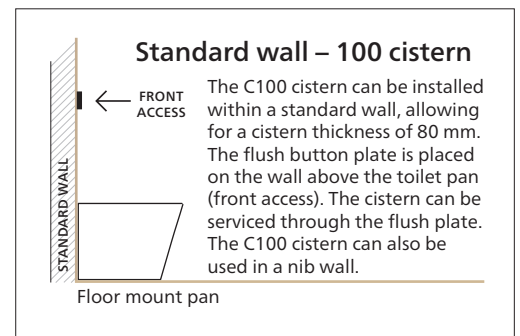 Standard wall – 100 cistern
FRONT
ACCESS
The C100 cistern can be installed
within a standard wall, allowing
for a cistern thickness of 80 mm.
The flush button plate is placed
on the wall above the toilet pan
(front access). The cistern can be
serviced through the flush plate.
The C100 cistern can also be
used in a nib wall.
STANDARD WALL
Floor mount pan